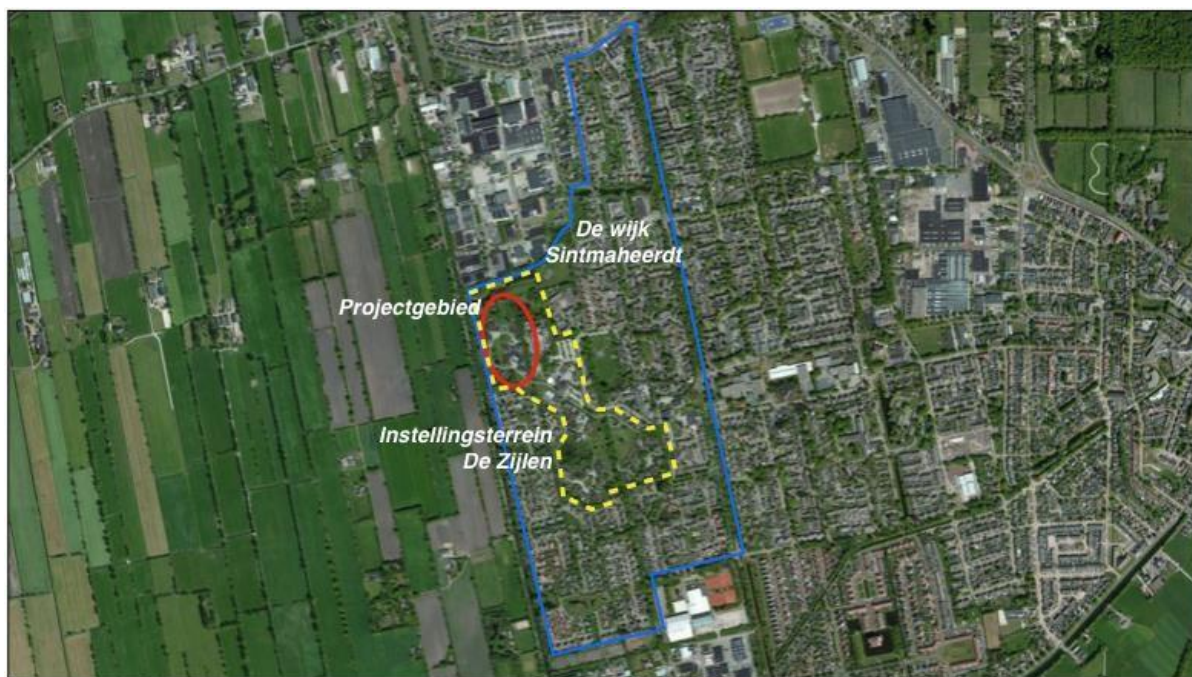 De wijk
Sintmaheerdt
Projectgebied
Instellingsterrein
De Zijlen